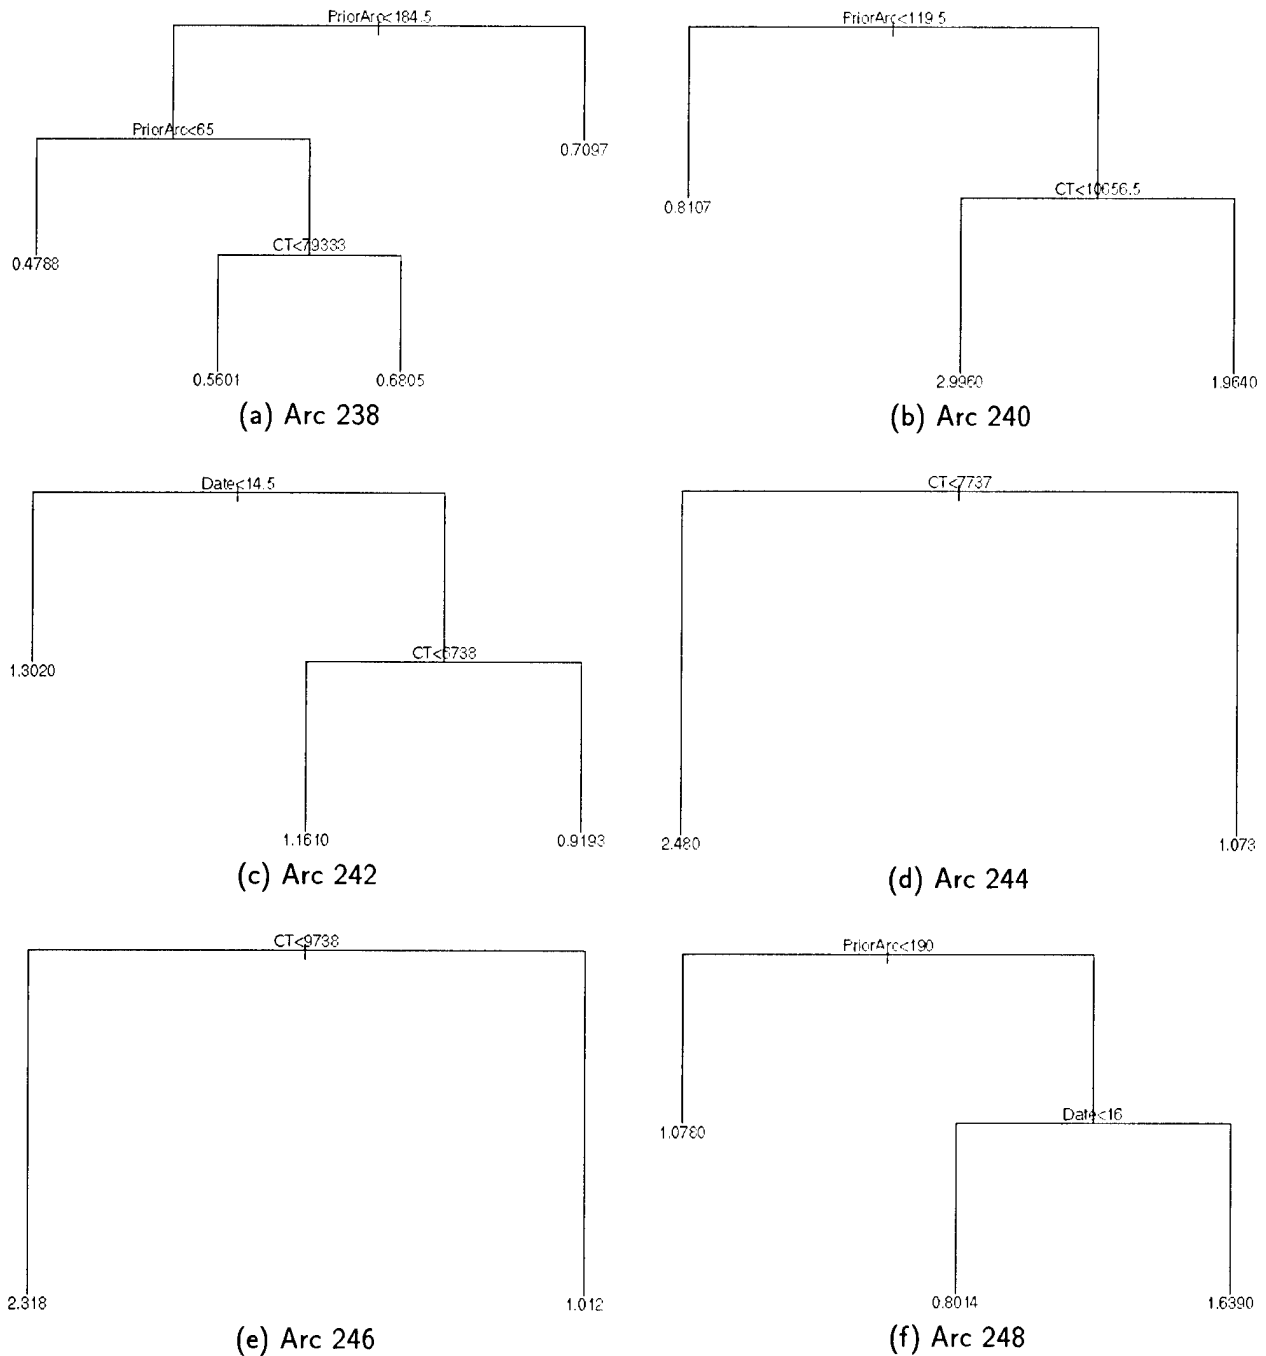 PriorArc<184.5
PriorArc<65
0.7097
0.4788
CT<79333
0.5601
0.6805
(a) Arc 238
PriorArc<119.5
0.8107
CT<10656.5
2.9960
1.9640
(b) Arc 240
Date<14.5
1.3020
CT<6738
1.1610
0.9193
(c) Arc 242
CT<7737
2.480
1.073
(d) Arc 244
CT<9738
2.318
1.012
(e) Arc 246
PriorArc<190
1.0780
Date<16
0.8014
1.6390
(f) Arc 248